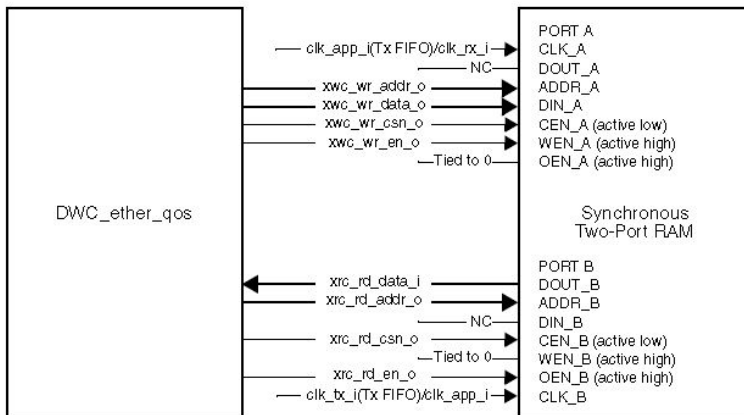 PORT A
clk_app_i(Tx FIFO)/clk_rx_i CLK_A
NC DOUT_A
xwc_wr_addr_o ADDR_A
xwc_wr_data_o DIN_A
xwc_wr_csn_o CEN_A (active low)
xwc_wr_en_o WEN_A (active high)
Tied to 0 OEN_A (active high)
DWC_ether_qos
Synchronous
Two-Port RAM
PORT B
xrc_rd_data_i DOUT_B
xrc_rd_addr_o ADDR_B
NC DIN_B
xrc_rd_csn_o CEN_B (active low)
Tied to 0 WEN_B (active high)
xrc_rd_en_o OEN_B (active high)
clk_tx_i(Tx FIFO)/clk_app_i CLK_B